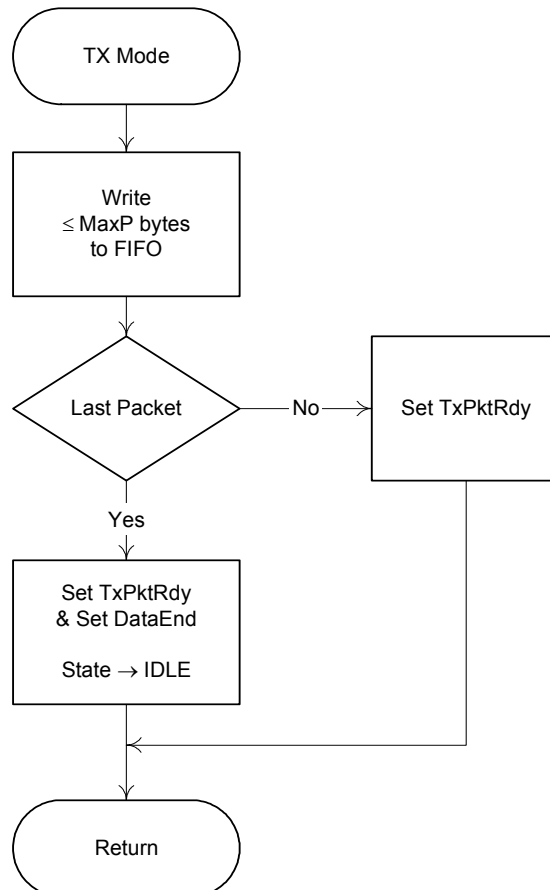 TX Mode
Write
≤ MaxP bytes
to FIFO
Last Packet
No
Set TxPktRdy
Yes
Set TxPktRdy
& Set DataEnd
State → IDLE
Return